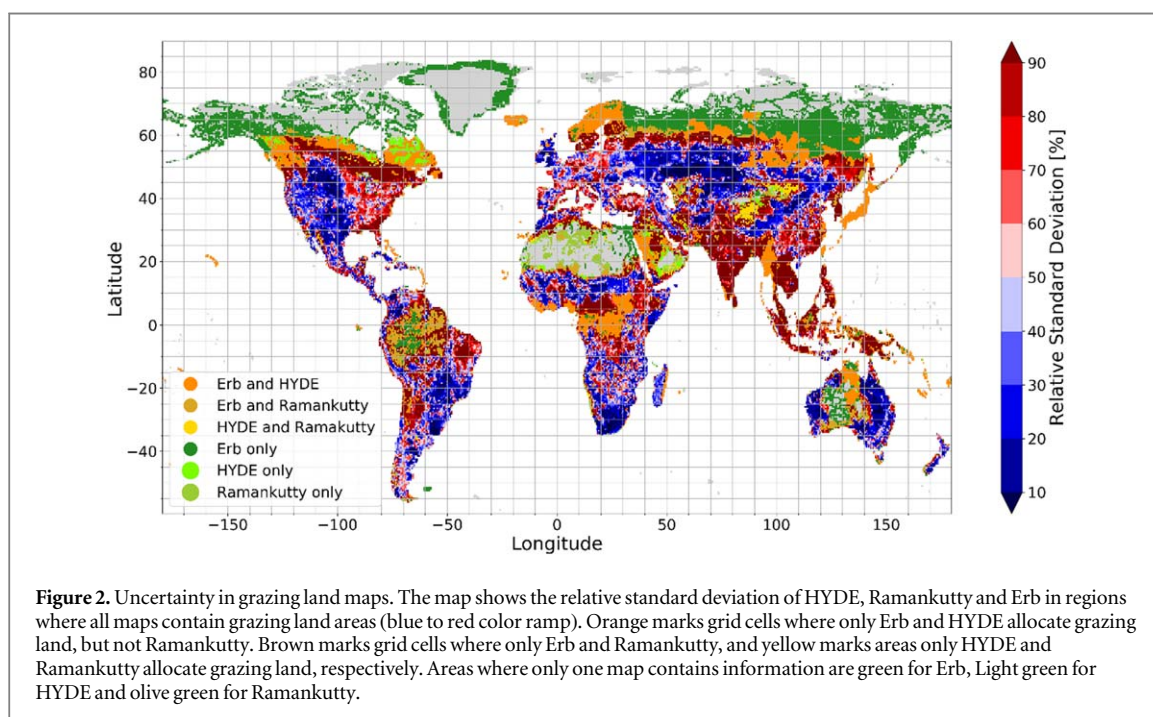 80
60
40
20
0
−20
−40
Latitude
−150
−100
−50
0
50
100
150
Longitude
Erb and HYDE
Erb and Ramankutty
HYDE and Ramakutty
Erb only
HYDE only
Ramankutty only
90
80
70
60
50
40
30
20
10
Relative Standard Deviation [%]
Figure 2. Uncertainty in grazing land maps. The map shows the relative standard deviation of HYDE, Ramankutty and Erb in regions
where all maps contain grazing land areas (blue to red color ramp). Orange marks grid cells where only Erb and HYDE allocate grazing
land, but not Ramankutty. Brown marks grid cells where only Erb and Ramankutty, and yellow marks areas only HYDE and
Ramankutty allocate grazing land, respectively. Areas where only one map contains information are green for Erb, Light green for
HYDE and olive green for Ramankutty.